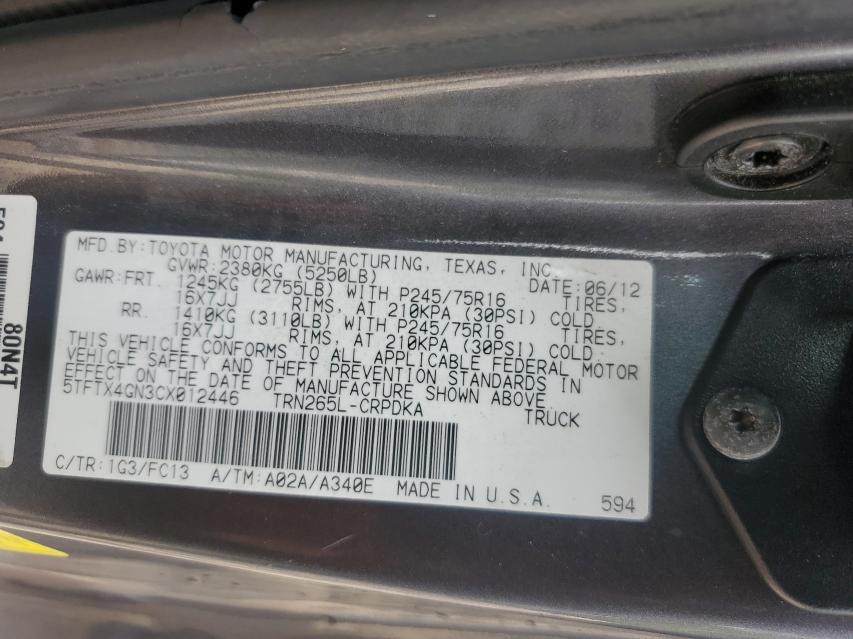 MFD.BY:TOYOTA MOTOR MANUFACTURING, TEXAS, INC.
GVWR:2380KG (5250LB) DATE:06/12
GAWR:FRT. 1245KG (2755LB) WITH P245/75R16 TIRES,
16X7JJ RIMS, AT 210KPA (30PSI) COLD
RR. 1410KG (3110LB) WITH P245/75R16 TIRES,
16X7JJ RIMS, AT 210KPA (30PSI) COLD
THIS VEHICLE CONFORMS TO ALL APPLICABLE FEDERAL MOTOR
VEHICLE SAFETY AND THEFT PREVENTION STANDARDS IN
EFFECT ON THE DATE OF MANUFACTURE SHOWN ABOVE.
5TFTX4GN3CX012446 TRN265L-CRPDKA TRUCK
C/TR:1G3/FC13 A/TM:A02A/A340E MADE IN U.S.A.
594
80N4T